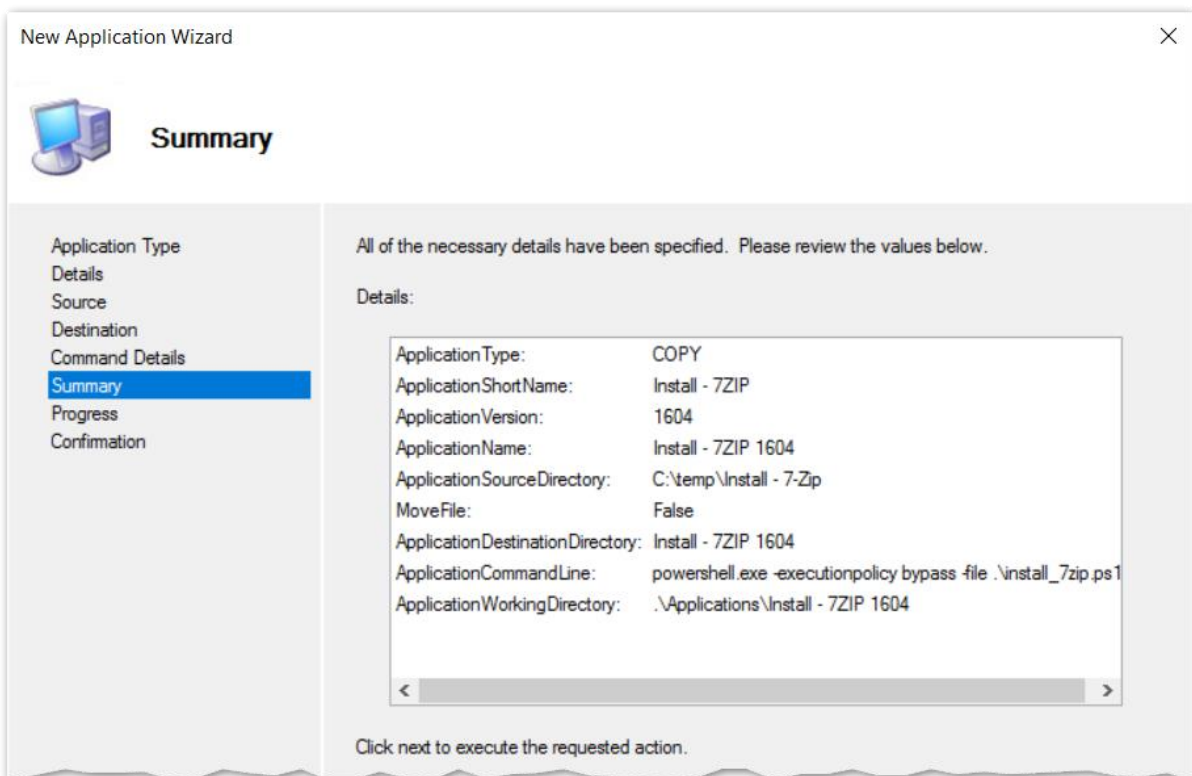 New Application Wizard
Summary
Application Type
Details
Source
Destination
Command Details
Summary
Progress
Confirmation
All of the necessary details have been specified.  Please review the values below.
Details:
ApplicationType: COPY
ApplicationShortName: Install - 7ZIP
ApplicationVersion: 1604
ApplicationName: Install - 7ZIP 1604
ApplicationSourceDirectory: C:\temp\Install - 7-Zip
MoveFile: False
ApplicationDestinationDirectory: Install - 7ZIP 1604
ApplicationCommandLine: powershell.exe -executionpolicy bypass -file .\install_7zip.ps1
ApplicationWorkingDirectory: .\Applications\Install - 7ZIP 1604
Click next to execute the requested action.